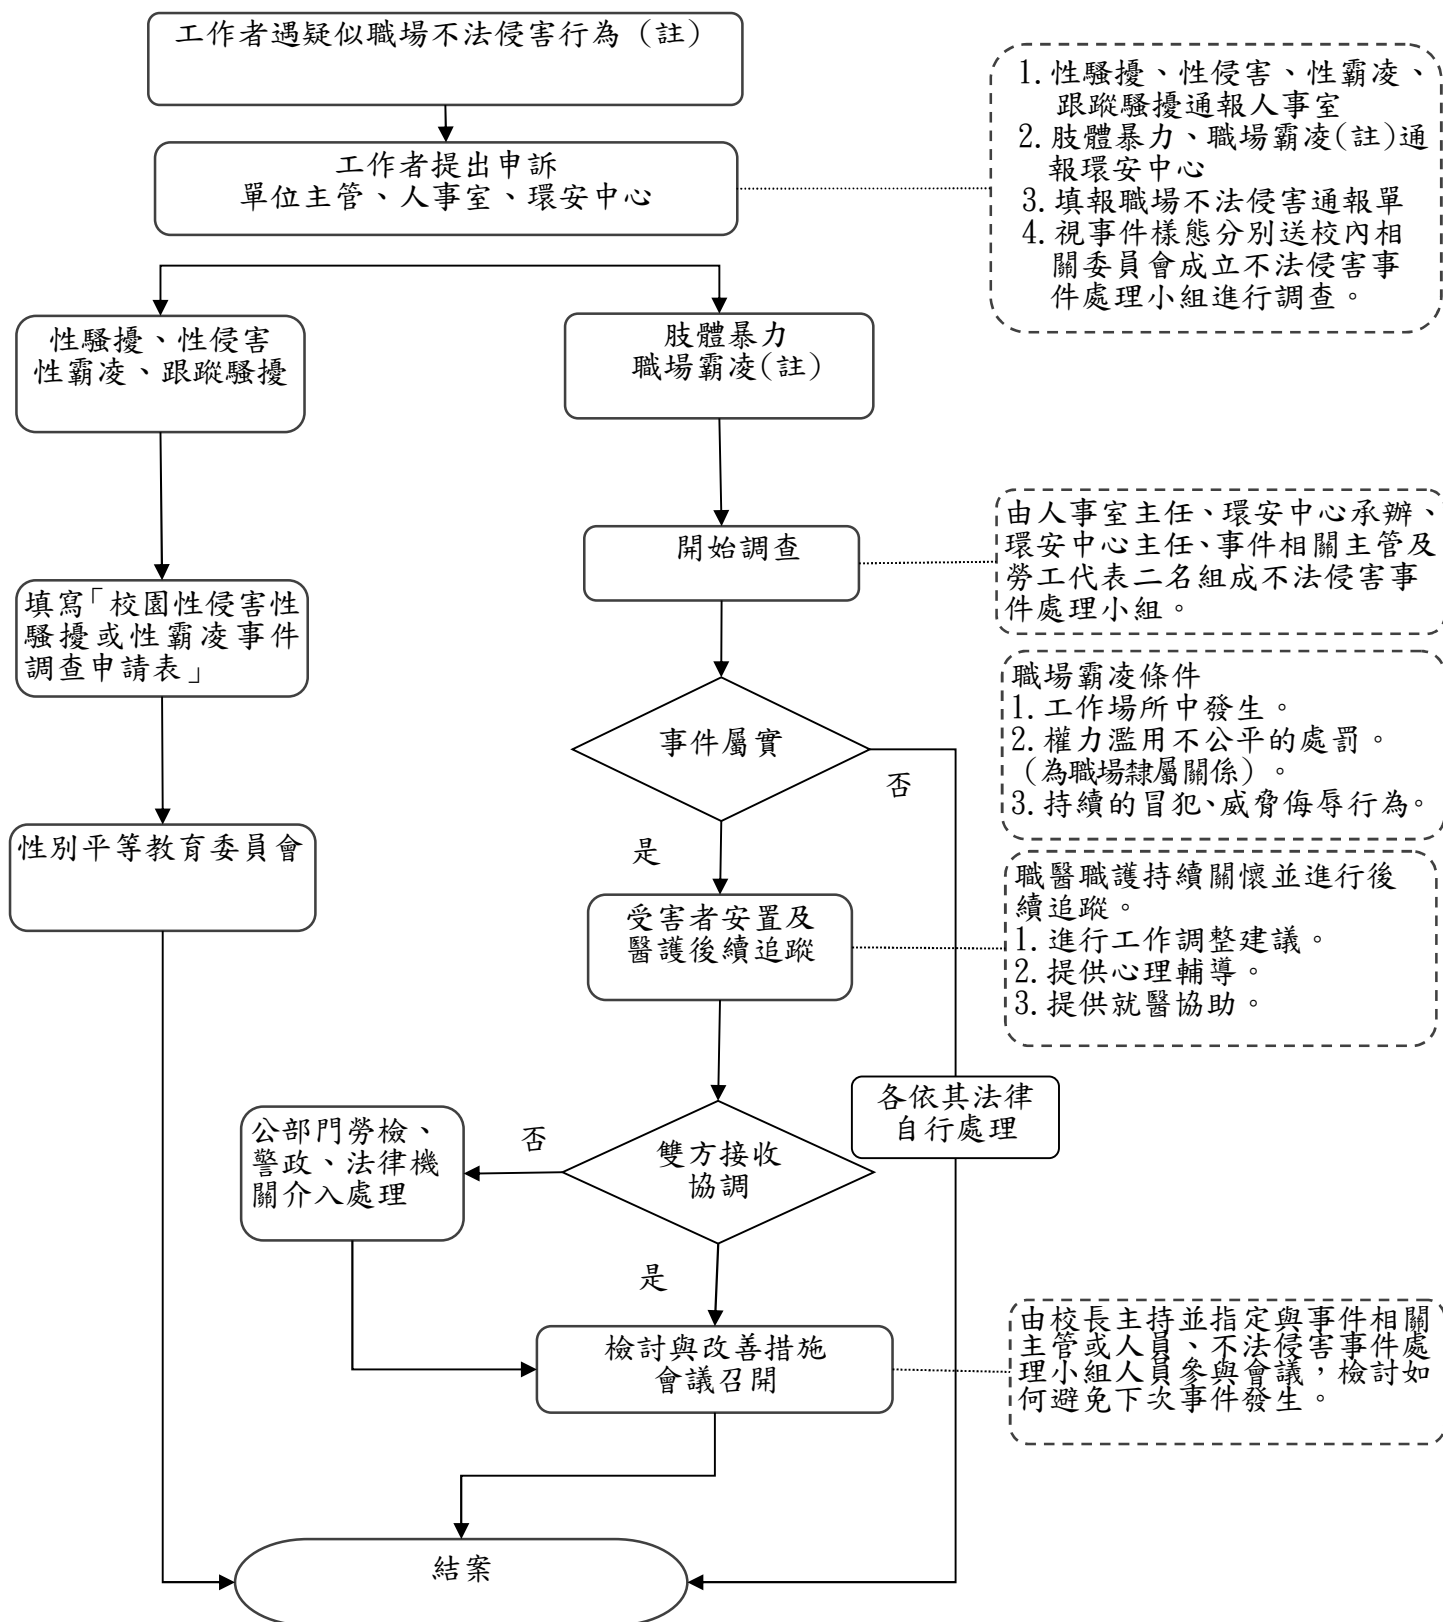 工作者遇疑似職場不法侵害行為（註）
工作者提出申訴
單位主管、人事室、環安中心
1.性騷擾、性侵害、性霸凌、
跟蹤騷擾通報人事室
2.肢體暴力、職場霸凌(註)通
報環安中心
3.填報職場不法侵害通報單
4.視事件樣態分別送校內相
關委員會成立不法侵害事
件處理小組進行調查。
性騷擾、性侵害
性霸凌、跟蹤騷擾
肢體暴力
職場霸凌(註)
開始調查
由人事室主任、環安中心承辦、
環安中心主任、事件相關主管及
勞工代表二名組成不法侵害事
件處理小組。
填寫「校園性侵害性
騷擾或性霸凌事件
調查申請表」
職場霸凌條件
1.工作場所中發生。
2.權力濫用不公平的處罰。
（為職場隸屬關係）。
3.持續的冒犯、威脅侮辱行為。
事件屬實
否
是
性別平等教育委員會
受害者安置及
醫護後續追蹤
職醫職護持續關懷並進行後
續追蹤。
1.進行工作調整建議。
2.提供心理輔導。
3.提供就醫協助。
各依其法律
自行處理
公部門勞檢、
警政、法律機
關介入處理
否
雙方接收
協調
是
檢討與改善措施
會議召開
由校長主持並指定與事件相關
主管或人員、不法侵害事件處
理小組人員參與會議，檢討如
何避免下次事件發生。
結案